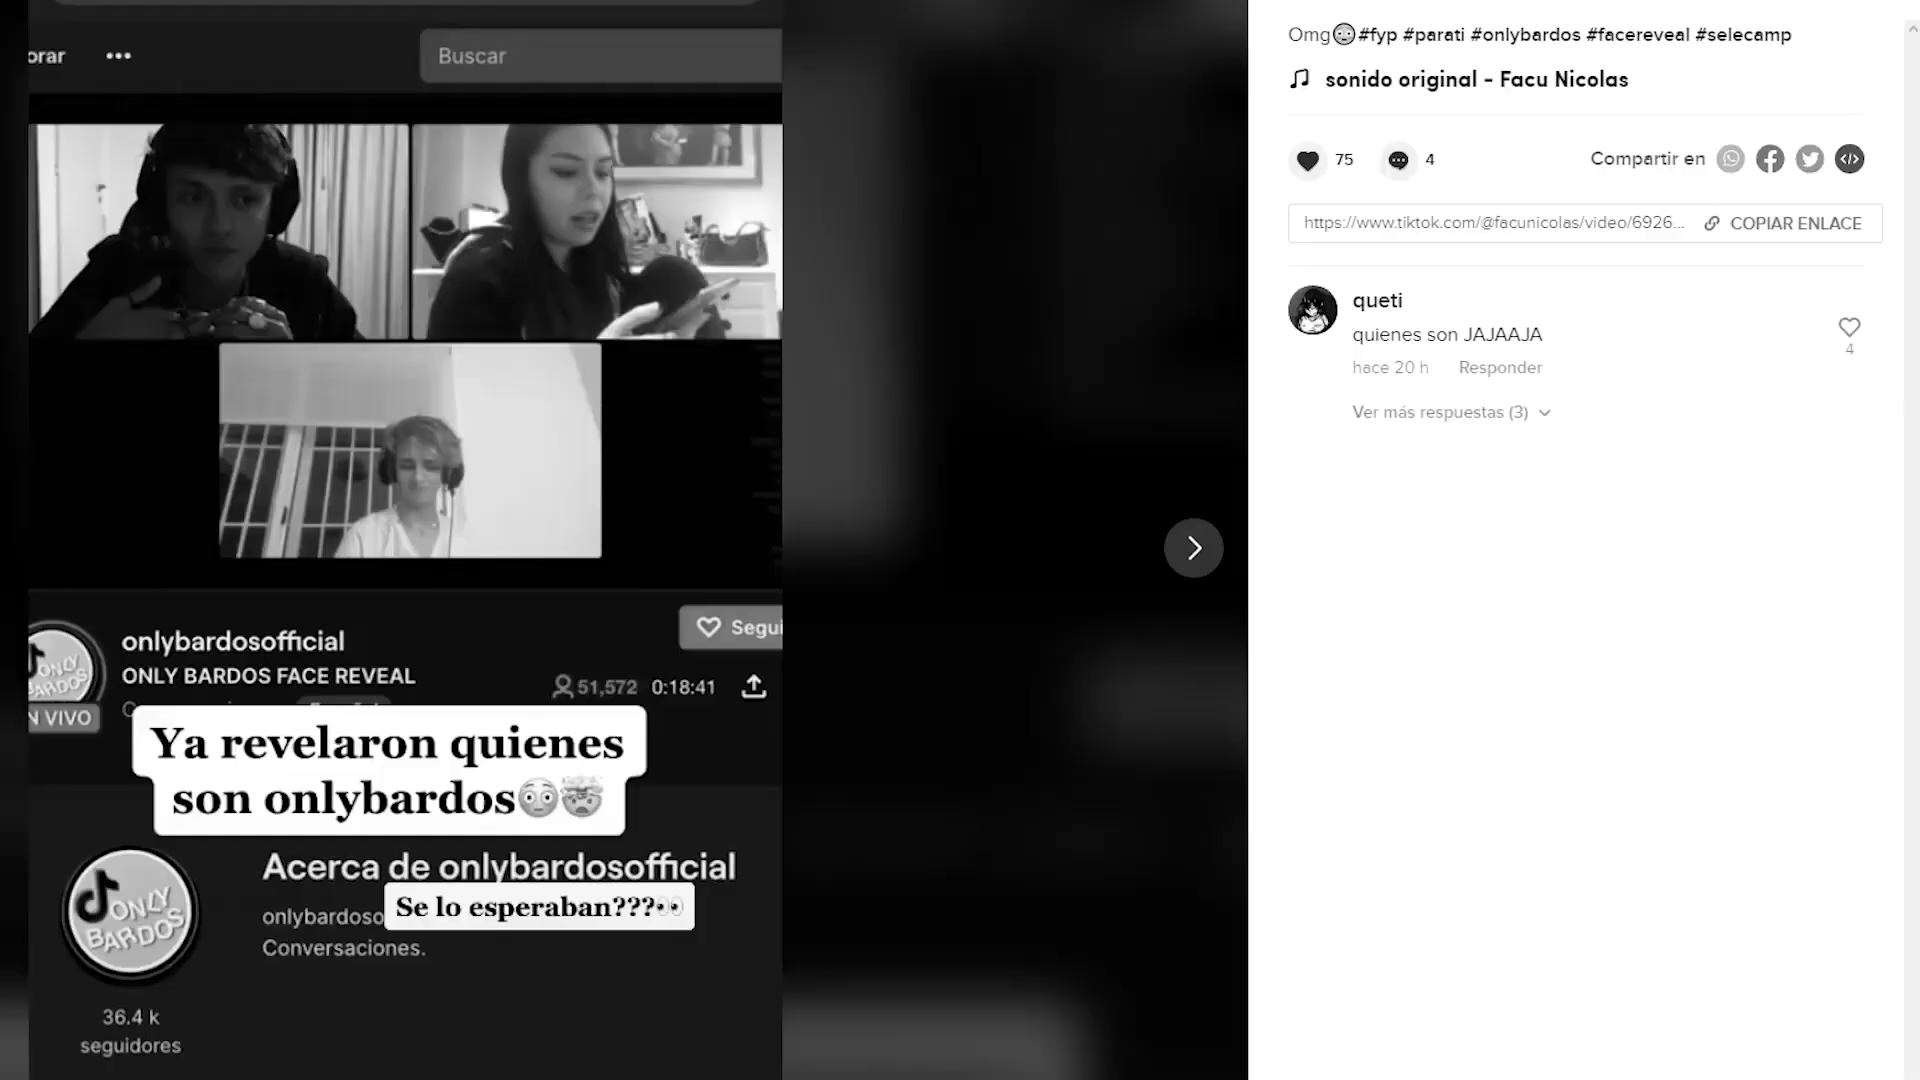 orar
Buscar
onlybardosofficial
ONLY BARDOS FACE REVEAL
Segui
51,572 0:18:41
ONLY
BARDOS
N VIVO
Ya revelaron quienes
son onlybardos😳🤯
Acerca de onlybardosofficial
onlybardoso
Se lo esperaban???👀
Conversaciones.
ONLY
BARDOS
36.4 k
seguidores
Omg😳#fyp #parati #onlybardos #facereveal #selecamp
sonido original - Facu Nicolas
75
4
Compartir en
https://www.tiktok.com/@facunicolas/video/6926...
COPIAR ENLACE
queti
quienes son JAJAAJA
4
hace 20 h Responder
Ver más respuestas (3)